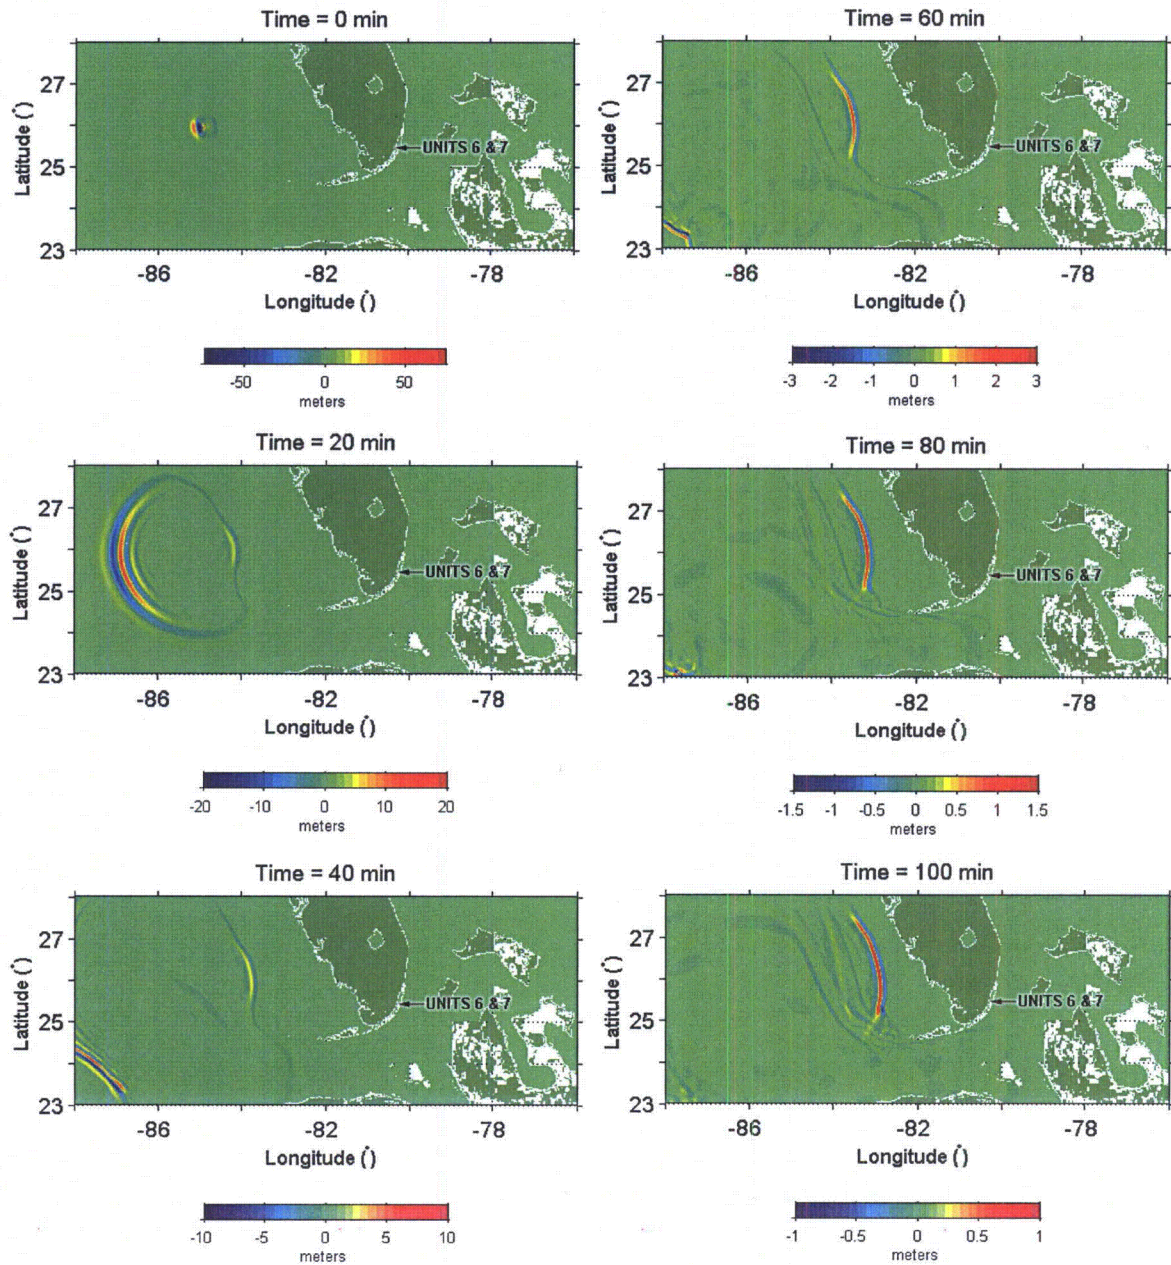 Time = 0 min
Latitude (°)
27
25
23
UNITS 6 & 7
-86
-82
-78
Longitude (°)
-50
0
50
meters
Time = 20 min
Latitude (°)
27
25
23
UNITS 6 & 7
-86
-82
-78
Longitude (°)
-20
-10
0
10
20
meters
Time = 40 min
Latitude (°)
27
25
23
UNITS 6 & 7
-86
-82
-78
Longitude (°)
-10
-5
0
5
10
meters
Time = 60 min
Latitude (°)
27
25
23
UNITS 6 & 7
-86
-82
-78
Longitude (°)
-3
-2
-1
0
1
2
3
meters
Time = 80 min
Latitude (°)
27
25
23
UNITS 6 & 7
-86
-82
-78
Longitude (°)
-1.5
-1
-0.5
0
0.5
1
1.5
meters
Time = 100 min
Latitude (°)
27
25
23
UNITS 6 & 7
-86
-82
-78
Longitude (°)
-1
-0.5
0
0.5
1
meters